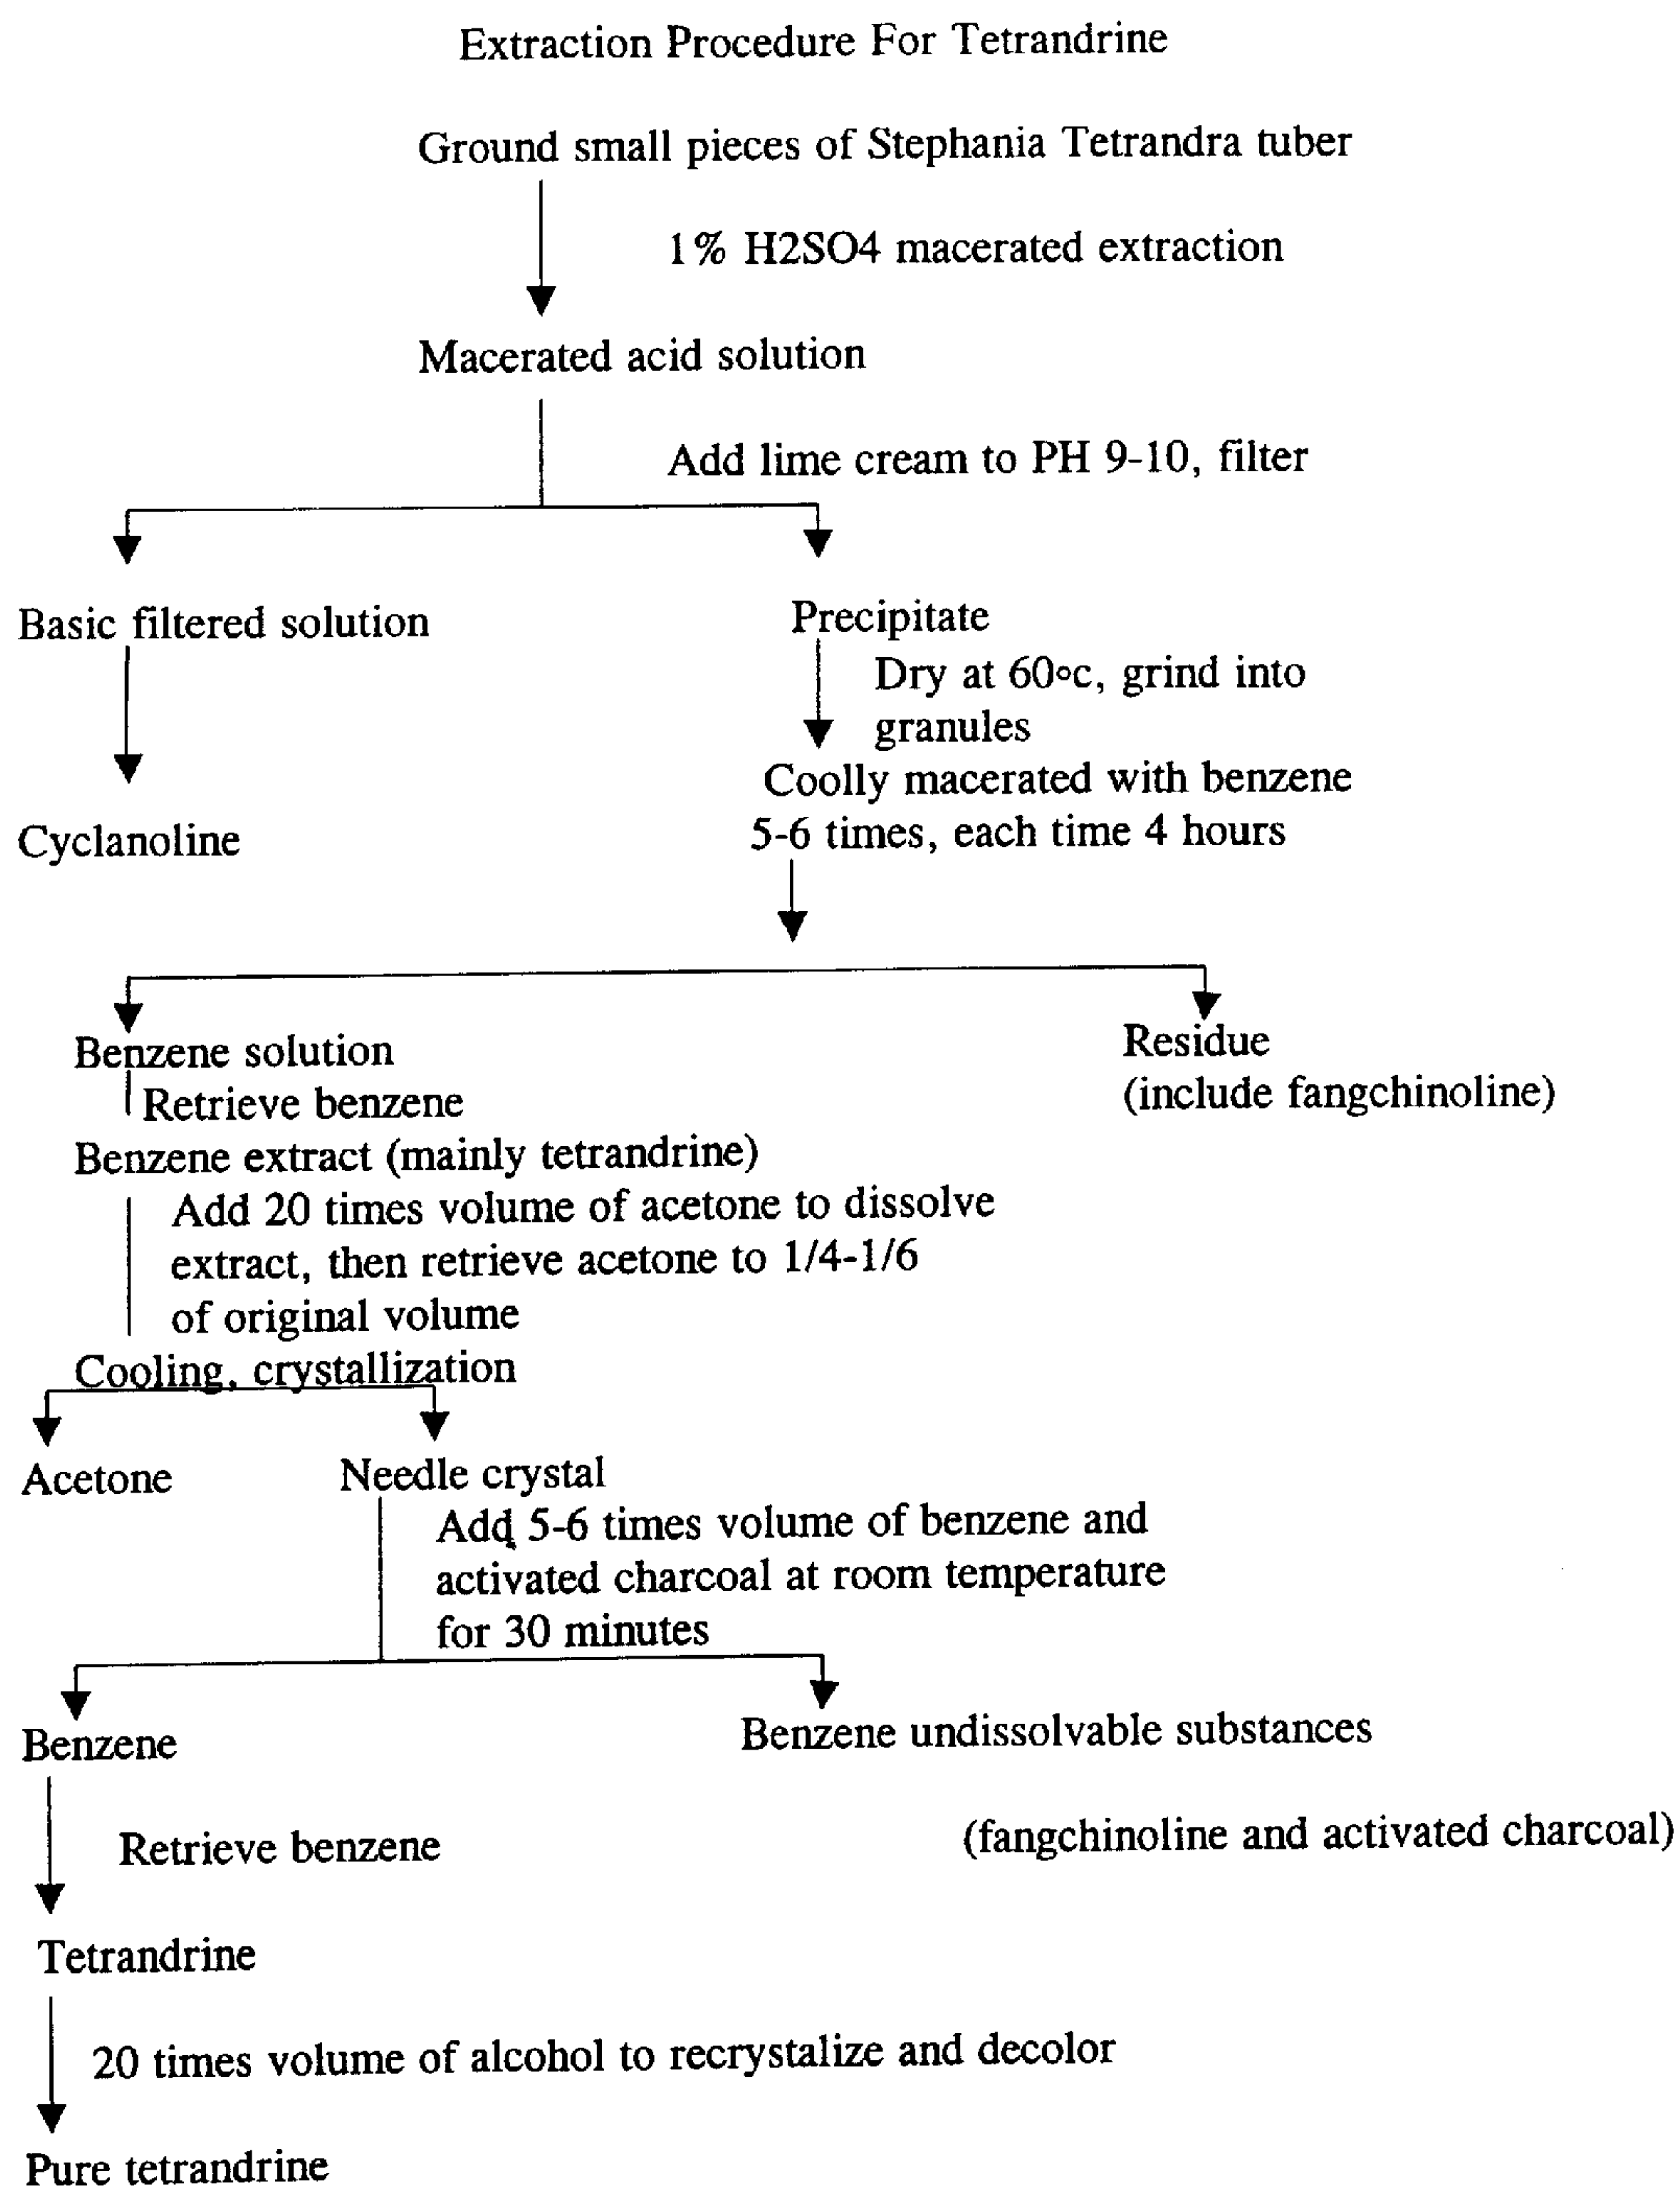 Extraction Procedure For Tetrandrine
Ground small pieces of Stephania Tetrandra tuber
1% H2SO4 macerated extraction
Macerated acid solution
Add lime cream to PH 9-10, filter
Basic filtered solution
Precipitate
Dry at 60∘c, grind into
granules
Coolly macerated with benzene
5-6 times, each time 4 hours
Cyclanoline
Benzene solution
Retrieve benzene
Residue
(include fangchinoline)
Benzene extract (mainly tetrandrine)
Add 20 times volume of acetone to dissolve
extract, then retrieve acetone to 1/4-1/6
of original volume
Cooling, crystallization
Acetone
Needle crystal
Add 5-6 times volume of benzene and
activated charcoal at room temperature
for 30 minutes
Benzene
Benzene undissolvable substances
Retrieve benzene
(fangchinoline and activated charcoal)
Tetrandrine
20 times volume of alcohol to recrystalize and decolor
Pure tetrandrine